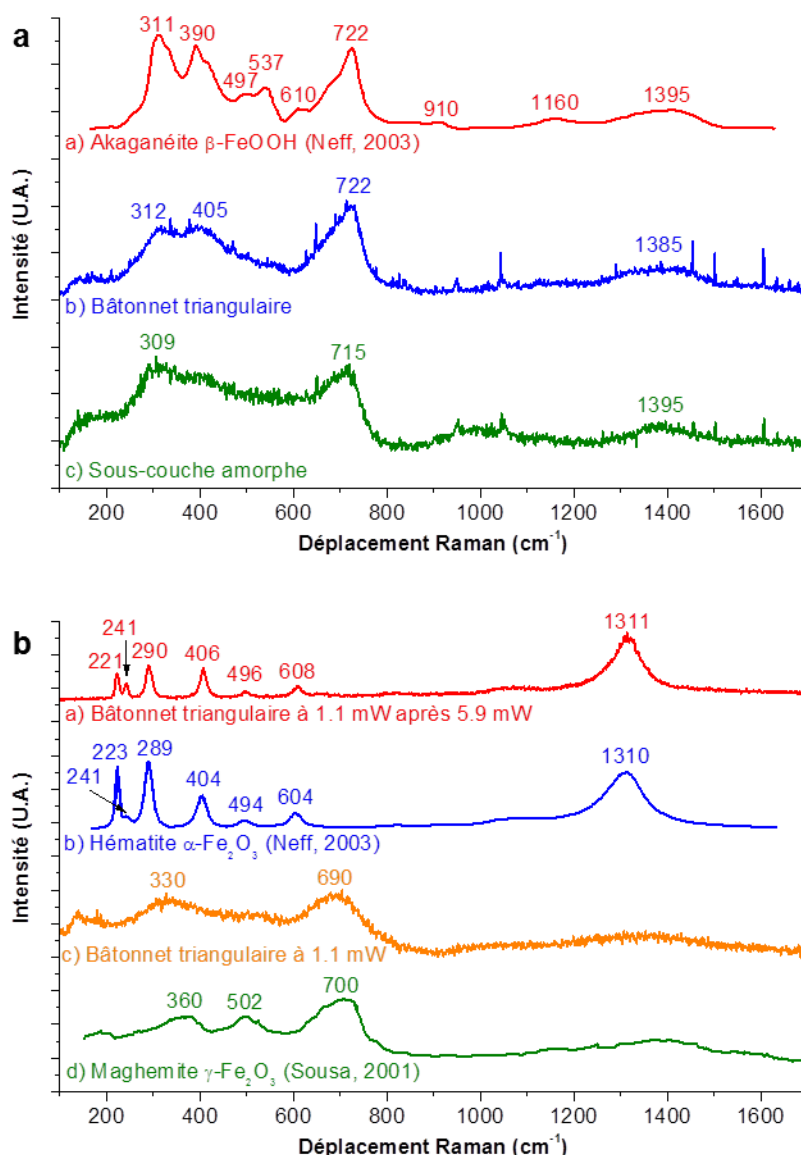 a
311
390
497
537
610
722
910
1160
1395
a) Akaganéite β-FeOOH (Neff, 2003)
312
405
722
1385
b) Bâtonnet triangulaire
309
715
1395
c) Sous-couche amorphe
Intensité (U.A.)
200 400 600 800 1000 1200 1400 1600
Déplacement Raman (cm⁻¹)
b
221
241
290
406
496
608
1311
a) Bâtonnet triangulaire à 1.1 mW après 5.9 mW
223
241
289
404
494
604
1310
b) Hématite α-Fe₂O₃ (Neff, 2003)
330
690
c) Bâtonnet triangulaire à 1.1 mW
360
502
700
d) Maghemite γ-Fe₂O₃ (Sousa, 2001)
Intensité (U.A.)
200 400 600 800 1000 1200 1400 1600
Déplacement Raman (cm⁻¹)